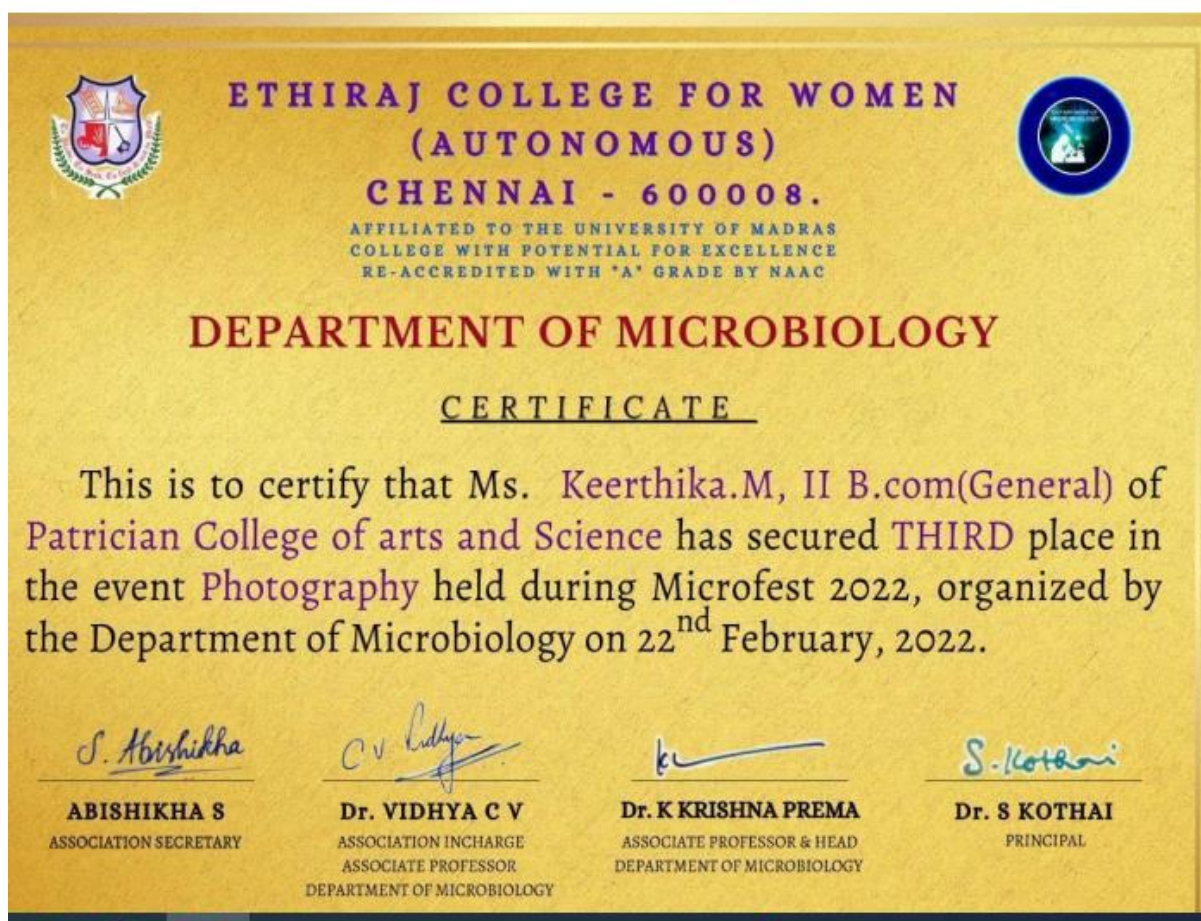 ETHIRAJ COLLEGE FOR WOMEN
(AUTONOMOUS)
CHENNAI - 600008.
AFFILIATED TO THE UNIVERSITY OF MADRAS
COLLEGE WITH POTENTIAL FOR EXCELLENCE
RE-ACCREDITED WITH "A" GRADE BY NAAC
DEPARTMENT OF MICROBIOLOGY
CERTIFICATE
This is to certify that Ms. Keerthika.M, II B.com(General) of
Patrician College of arts and Science has secured THIRD place in
the event Photography held during Microfest 2022, organized by
the Department of Microbiology on 22nd February, 2022.
S. Abishikha
C V Vidhya
S. Kothai
ABISHIKHA S
Dr. VIDHYA C V
Dr. K KRISHNA PREMA
Dr. S KOTHAI
ASSOCIATION SECRETARY
ASSOCIATION INCHARGE
ASSOCIATE PROFESSOR
DEPARTMENT OF MICROBIOLOGY
ASSOCIATE PROFESSOR & HEAD
DEPARTMENT OF MICROBIOLOGY
PRINCIPAL